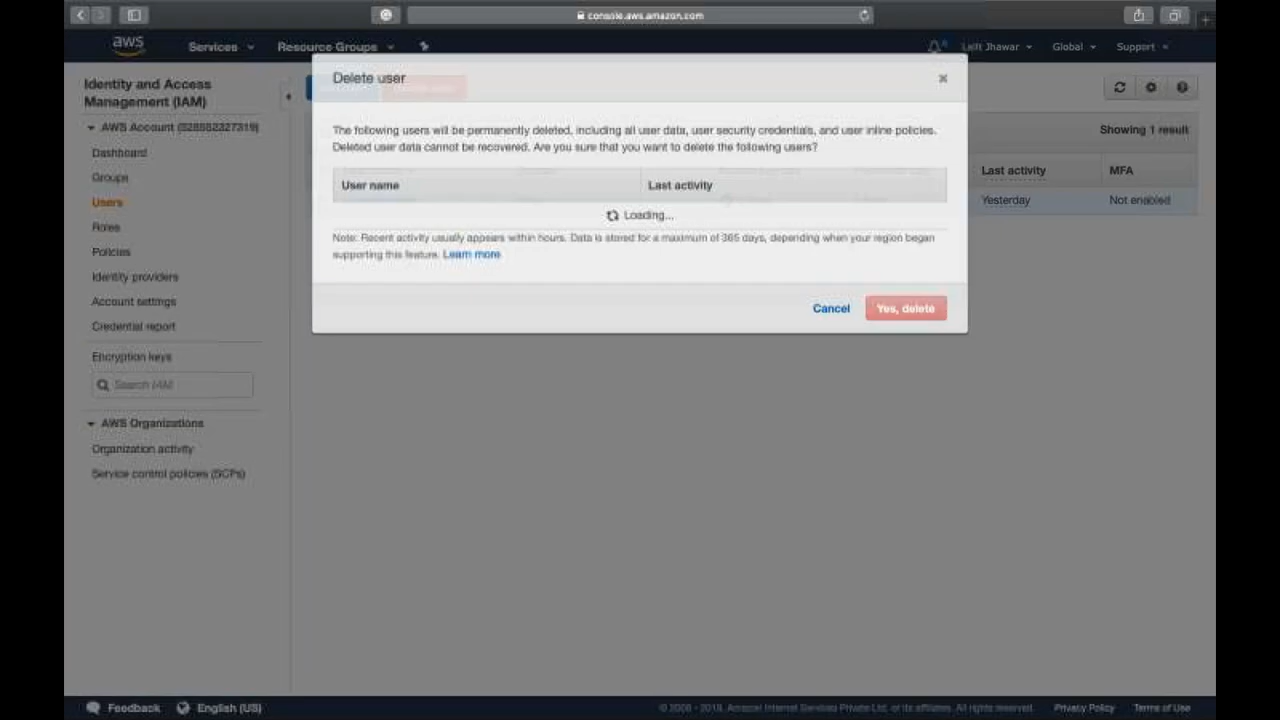 console.aws.amazon.com
aws Services Resource Groups Lalit Jhawar Global Support
Identity and Access
Management (IAM)
AWS Account (528552327319)
Dashboard
Groups
Users
Roles
Policies
Identity providers
Account settings
Credential report
Encryption keys
Search IAM
AWS Organizations
Organization activity
Service control policies (SCPs)
Delete user
The following users will be permanently deleted, including all user data, user security credentials, and user inline policies.
Deleted user data cannot be recovered. Are you sure that you want to delete the following users?
User name Last activity
Loading...
Note: Recent activity usually appears within hours. Data is stored for a maximum of 365 days, depending when your region began
supporting this feature. Learn more
Cancel Yes, delete
Showing 1 result
Last activity MFA
Yesterday Not enabled
Feedback English (US) © 2008 - 2018, Amazon Internet Services Private Ltd. or its affiliates. All rights reserved. Privacy Policy Terms of Use